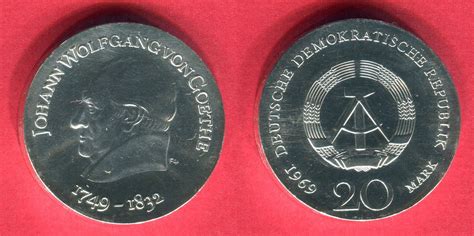 JOHANN WOLFGANG VON GOETHE
1749 – 1832
DEUTSCHE DEMOKRATISCHE REPUBLIK
1969
20
MARK